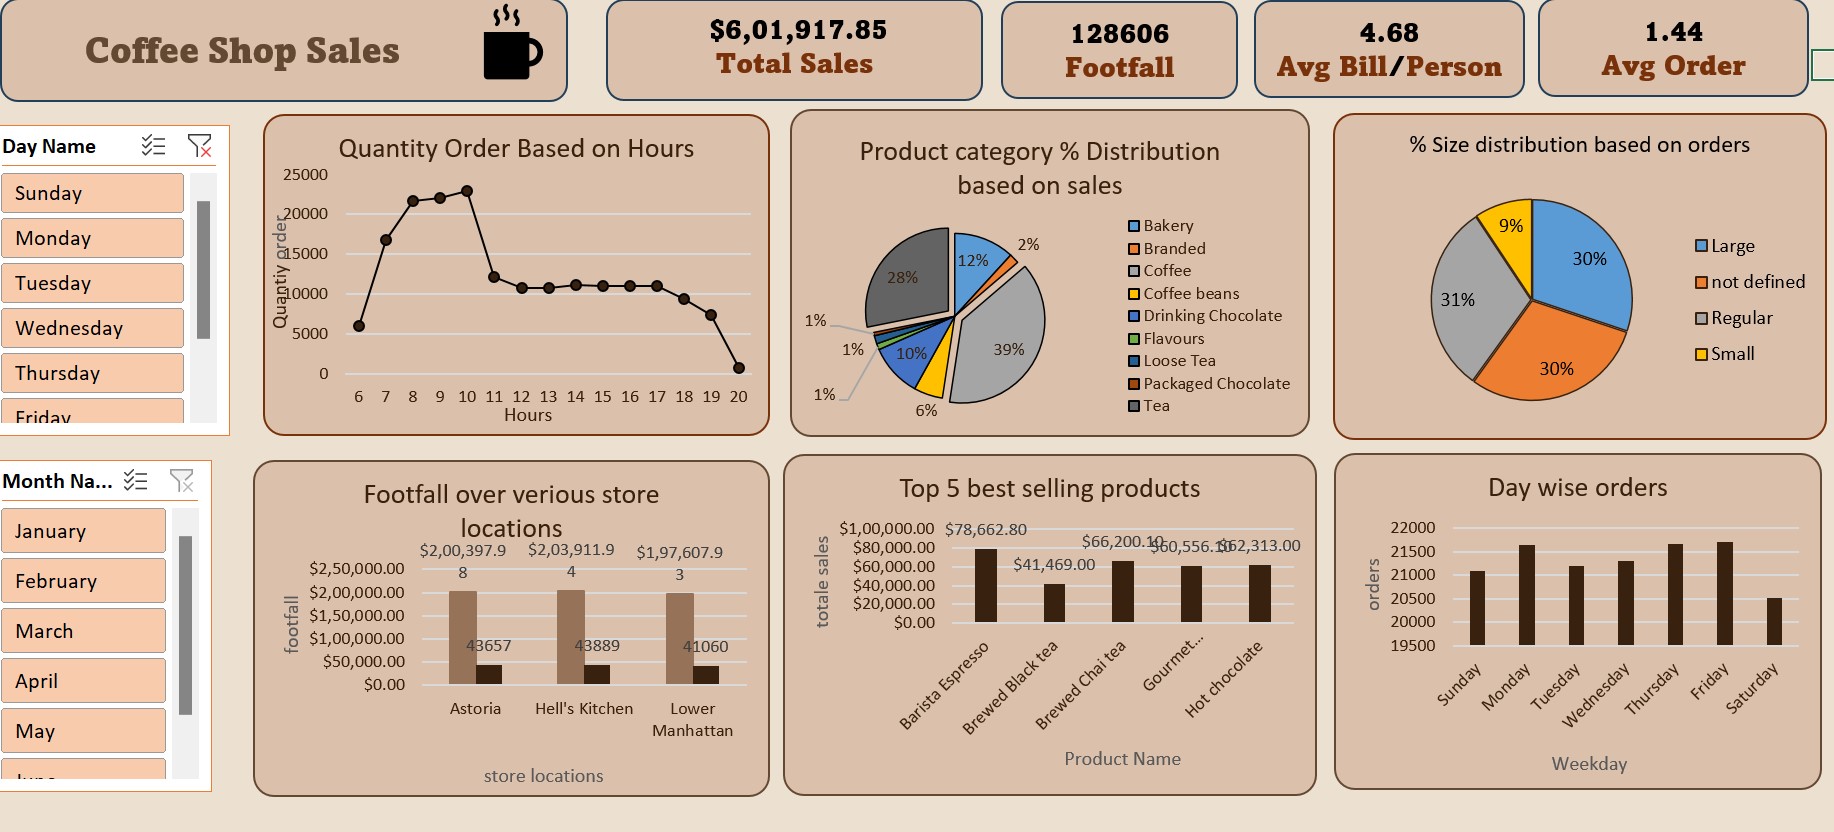 Coffee Shop Sales
$6,01,917.85
Total Sales
128606
Footfall
4.68
Avg Bill/Person
1.44
Avg Order
Day Name
Sunday
Monday
Tuesday
Wednesday
Thursday
Friday
Month Na...
January
February
March
April
May
June
Quantity Order Based on Hours
Quantiy order
25000
20000
15000
10000
5000
0
6 7 8 9 10 11 12 13 14 15 16 17 18 19 20
Hours
Product category % Distribution
based on sales
12%
2%
39%
6%
10%
1%
1%
1%
28%
Bakery
Branded
Coffee
Coffee beans
Drinking Chocolate
Flavours
Loose Tea
Packaged Chocolate
Tea
% Size distribution based on orders
30%
30%
31%
9%
Large
not defined
Regular
Small
Footfall over verious store
locations
footfall
$2,50,000.00
$2,00,000.00
$1,50,000.00
$1,00,000.00
$50,000.00
$0.00
$2,00,397.9
8
$2,03,911.9
4
$1,97,607.9
3
43657
43889
41060
Astoria
Hell's Kitchen
Lower
Manhattan
store locations
Top 5 best selling products
totale sales
$1,00,000.00
$80,000.00
$60,000.00
$40,000.00
$20,000.00
$0.00
$78,662.80
$41,469.00
$66,200.10
$60,556.10
$62,313.00
Barista Espresso
Brewed Black tea
Brewed Chai tea
Gourmet...
Hot chocolate
Product Name
Day wise orders
orders
22000
21500
21000
20500
20000
19500
Sunday
Monday
Tuesday
Wednesday
Thursday
Friday
Saturday
Weekday